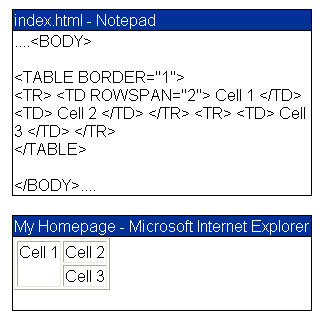 index.html - Notepad
....<BODY>
<TABLE BORDER="1">
<TR> <TD ROWSPAN="2"> Cell 1 </TD>
<TD> Cell 2 </TD> </TR> <TR> <TD> Cell
3 </TD> </TR>
</TABLE>
</BODY>....
My Homepage - Microsoft Internet Explorer
Cell 1 Cell 2
Cell 3